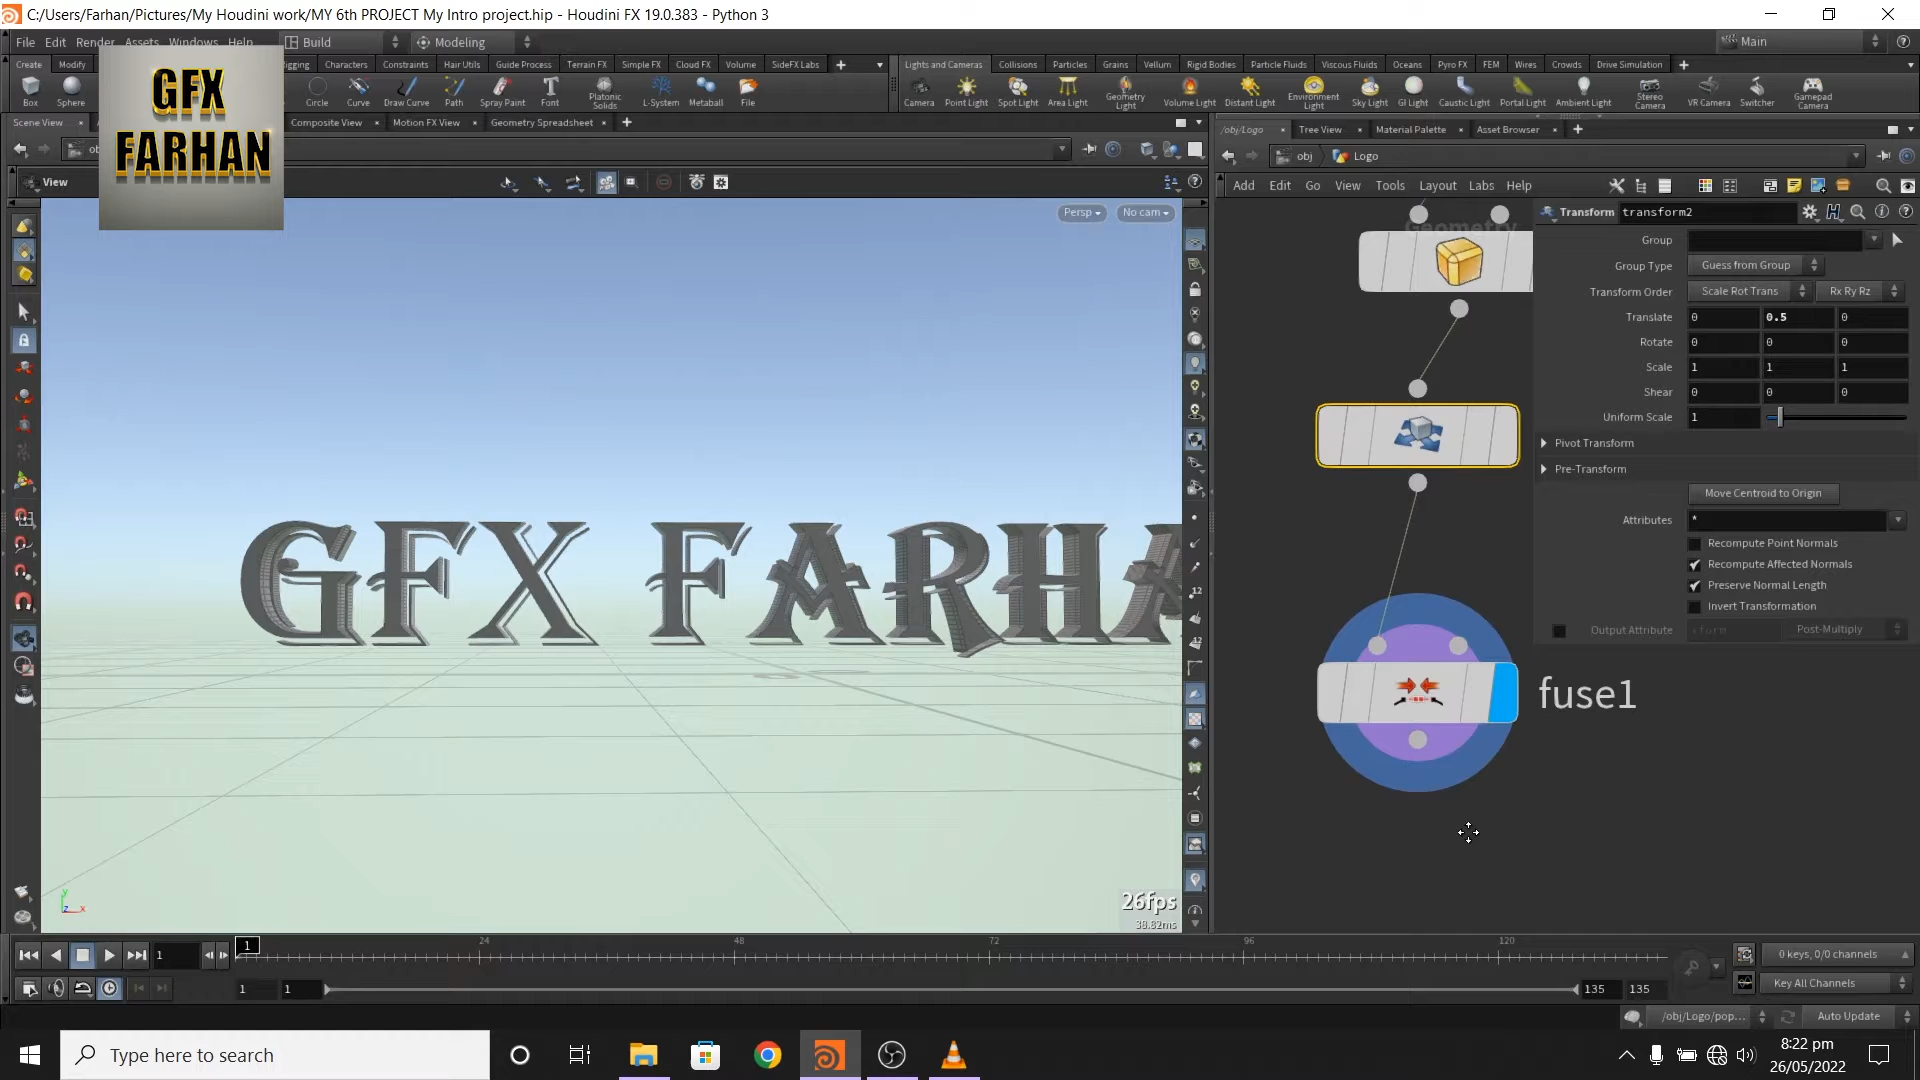 C:/Users/Farhan/Pictures/My Houdini work/MY 6th PROJECT My Intro project.hip - Houdini FX 19.0.383 - Python 3
File Edit Render Assets Windows Help Build Modeling Main
Create Modify Rigging Characters Constraints Hair Utils Guide Process Terrain FX Simple FX Cloud FX Volume SideFX Labs
Lights and Cameras Collisions Particles Grains Vellum Rigid Bodies Particle Fluids Viscous Fluids Oceans Pyro FX FEM Wires Crowds Drive Simulation
Box Sphere Circle Curve Draw Curve Path Spray Paint Font Platonic Solids L-System Metaball File
Camera Point Light Spot Light Area Light Geometry Light Volume Light Distant Light Environment Light Sky Light GI Light Caustic Light Portal Light Ambient Light Stereo Camera VR Camera Switcher Gamepad Camera
GFX
FARHAN
Scene View Composite View Motion FX View Geometry Spreadsheet
/obj/Logo Tree View Material Palette Asset Browser
obj Logo
View
Add Edit Go View Tools Layout Labs Help
Persp No cam
Geometry
Transform transform2
Group
Group Type Guess from Group
Transform Order Scale Rot Trans Rx Ry Rz
Translate 0 0.5 0
Rotate 0 0 0
Scale 1 1 1
Shear 0 0 0
Uniform Scale 1
Pivot Transform
Pre-Transform
Move Centroid to Origin
Attributes *
Recompute Point Normals
Recompute Affected Normals
Preserve Normal Length
Invert Transformation
Output Attribute xform Post-Multiply
GFX FARHA
fuse1
26fps
38.82ms
y
z x
1 1 24 48 72 96 120
1 1 135 135
0 keys, 0/0 channels
Key All Channels
/obj/Logo/pop... Auto Update
Type here to search
8:22 pm
26/05/2022